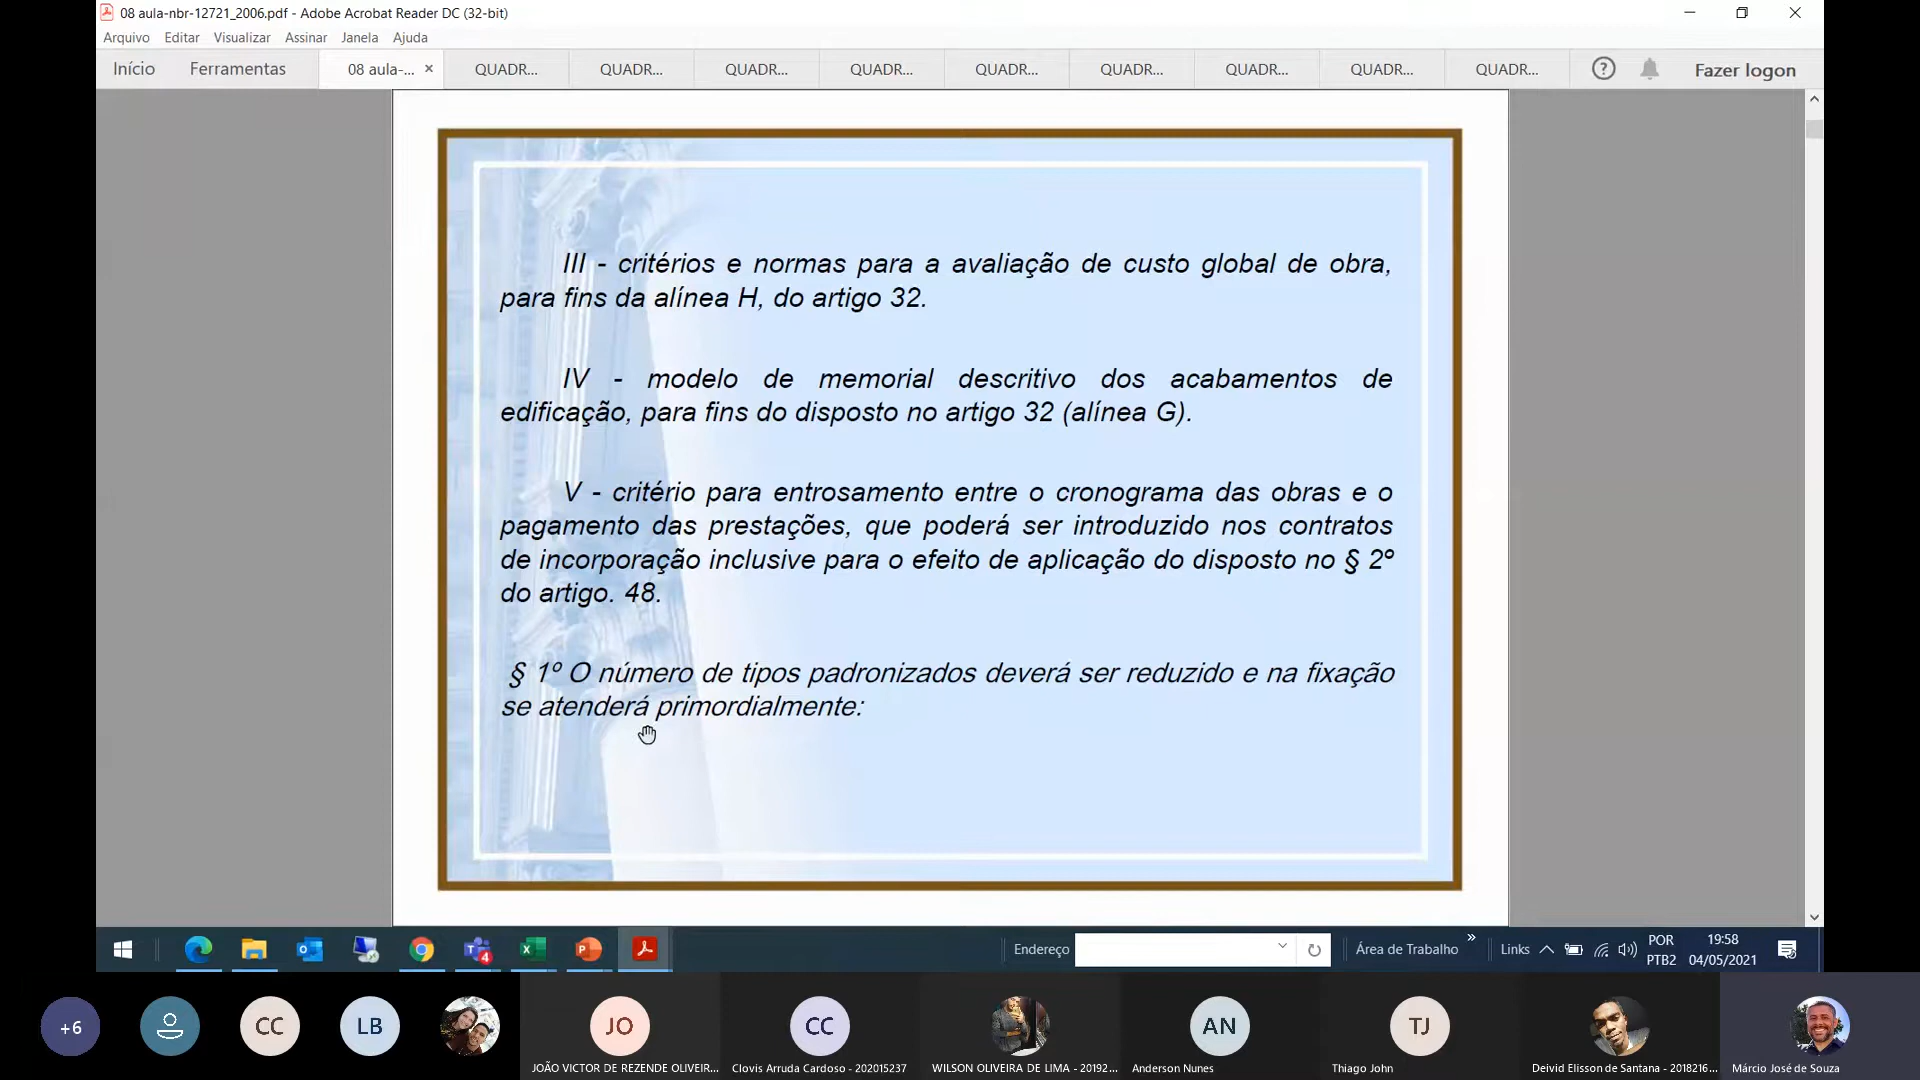 08 aula-nbr-12721_2006.pdf - Adobe Acrobat Reader DC (32-bit)
Arquivo Editar Visualizar Assinar Janela Ajuda
Início Ferramentas 08 aula-... × QUADR... QUADR... QUADR... QUADR... QUADR... QUADR... QUADR... QUADR... QUADR... ? Fazer logon
III - critérios e normas para a avaliação de custo global de obra,
para fins da alínea H, do artigo 32.
IV - modelo de memorial descritivo dos acabamentos de
edificação, para fins do disposto no artigo 32 (alínea G).
V - critério para entrosamento entre o cronograma das obras e o
pagamento das prestações, que poderá ser introduzido nos contratos
de incorporação inclusive para o efeito de aplicação do disposto no § 2º
do artigo. 48.
§ 1º O número de tipos padronizados deverá ser reduzido e na fixação
se atenderá primordialmente:
Endereço Área de Trabalho » Links POR 19:58
4 PTB2 04/05/2021
+6 CC LB JO CC AN TJ
JOÃO VICTOR DE REZENDE OLIVEIR... Clovis Arruda Cardoso - 202015237 WILSON OLIVEIRA DE LIMA - 20192... Anderson Nunes Thiago John Deivid Elisson de Santana - 2018216... Márcio José de Souza